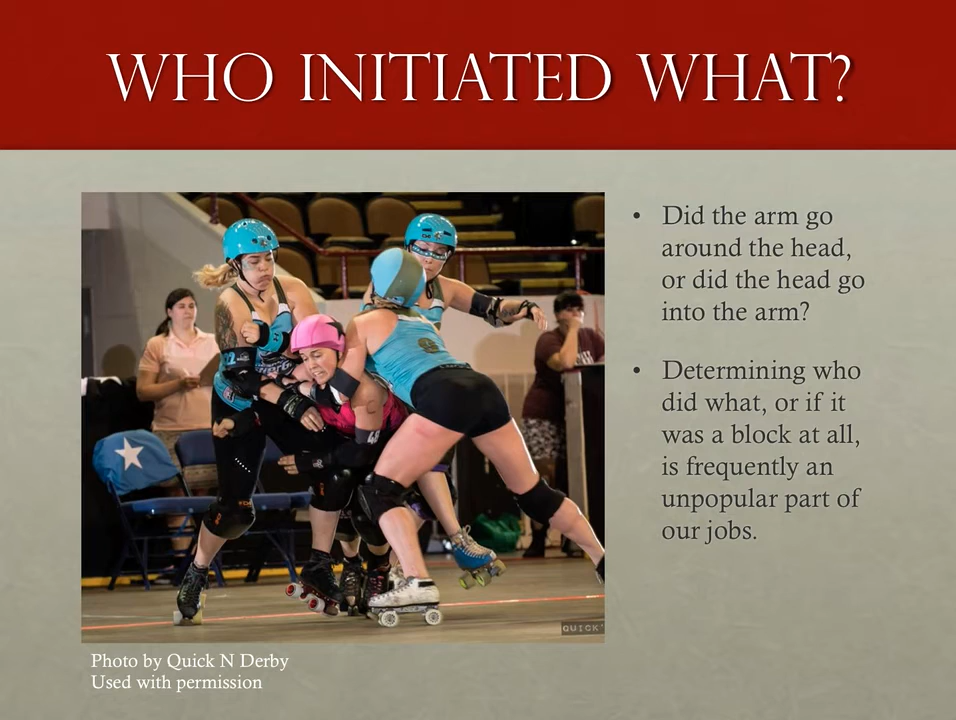 WHO INITIATED WHAT?
• Did the arm go
around the head,
or did the head go
into the arm?
• Determining who
did what, or if it
was a block at all,
is frequently an
unpopular part of
our jobs.
QUICK'
Photo by Quick N Derby
Used with permission